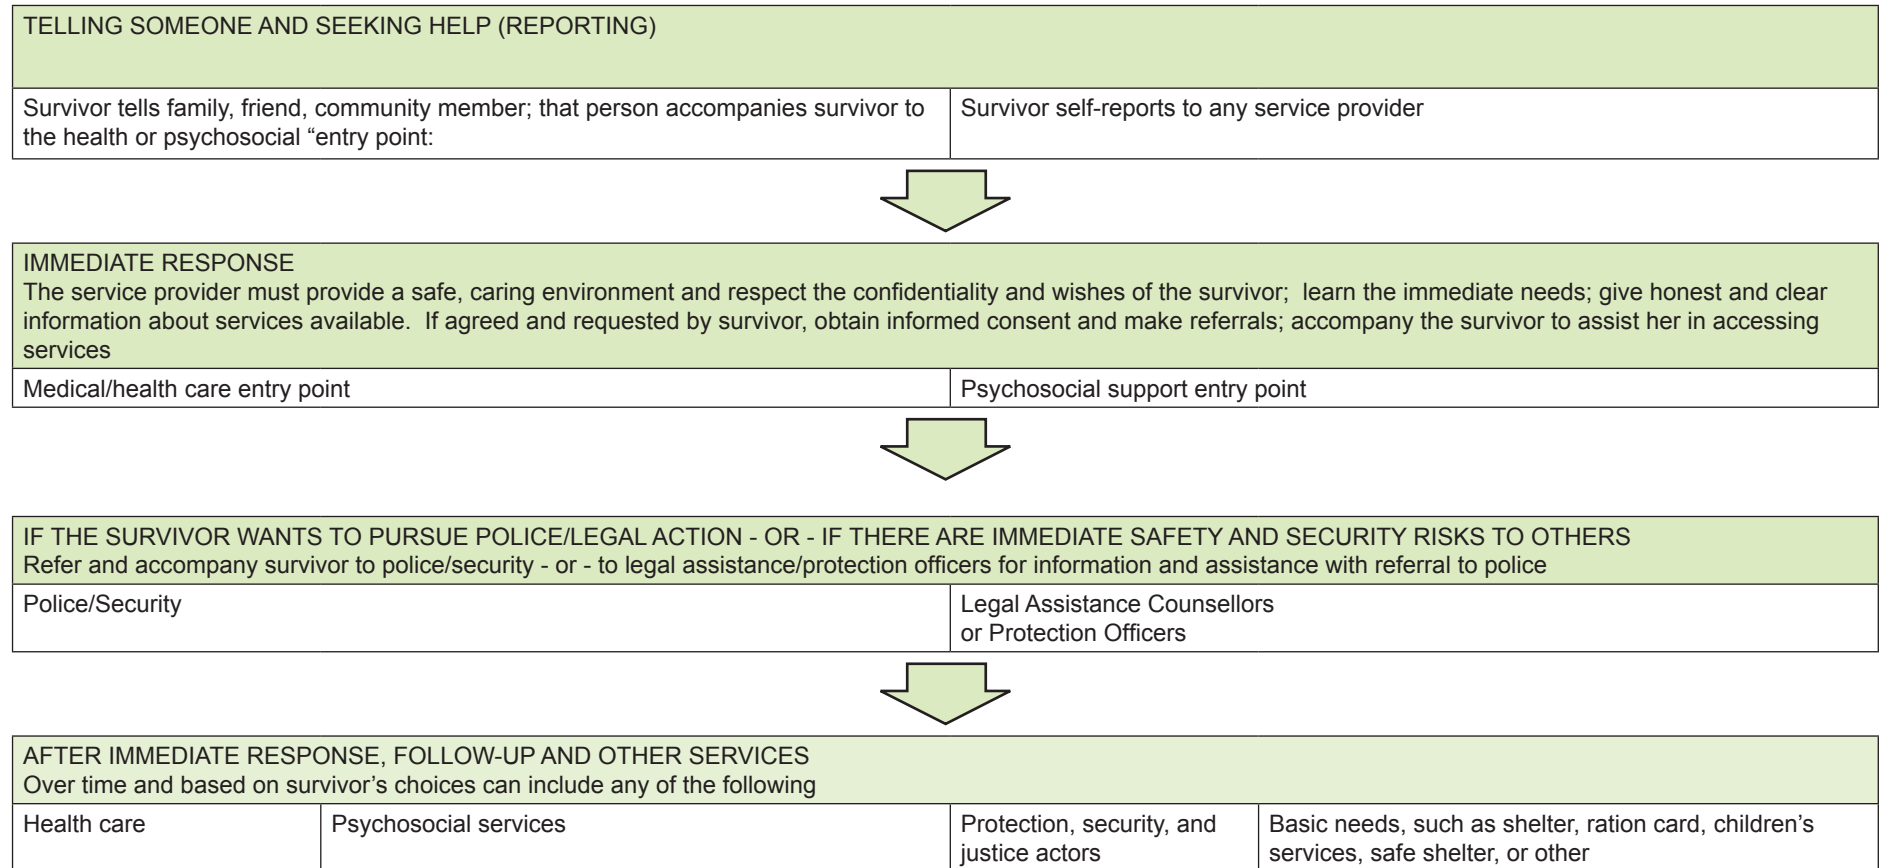 TELLING SOMEONE AND SEEKING HELP (REPORTING)
Survivor tells family, friend, community member; that person accompanies survivor to
the health or psychosocial “entry point:
Survivor self-reports to any service provider
IMMEDIATE RESPONSE
The service provider must provide a safe, caring environment and respect the confidentiality and wishes of the survivor;  learn the immediate needs; give honest and clear
information about services available.  If agreed and requested by survivor, obtain informed consent and make referrals; accompany the survivor to assist her in accessing
services
Medical/health care entry point
Psychosocial support entry point
IF THE SURVIVOR WANTS TO PURSUE POLICE/LEGAL ACTION - OR - IF THERE ARE IMMEDIATE SAFETY AND SECURITY RISKS TO OTHERS
Refer and accompany survivor to police/security - or - to legal assistance/protection officers for information and assistance with referral to police
Police/Security
Legal Assistance Counsellors
or Protection Officers
AFTER IMMEDIATE RESPONSE, FOLLOW-UP AND OTHER SERVICES
Over time and based on survivor’s choices can include any of the following
Health care
Psychosocial services
Protection, security, and
justice actors
Basic needs, such as shelter, ration card, children’s
services, safe shelter, or other